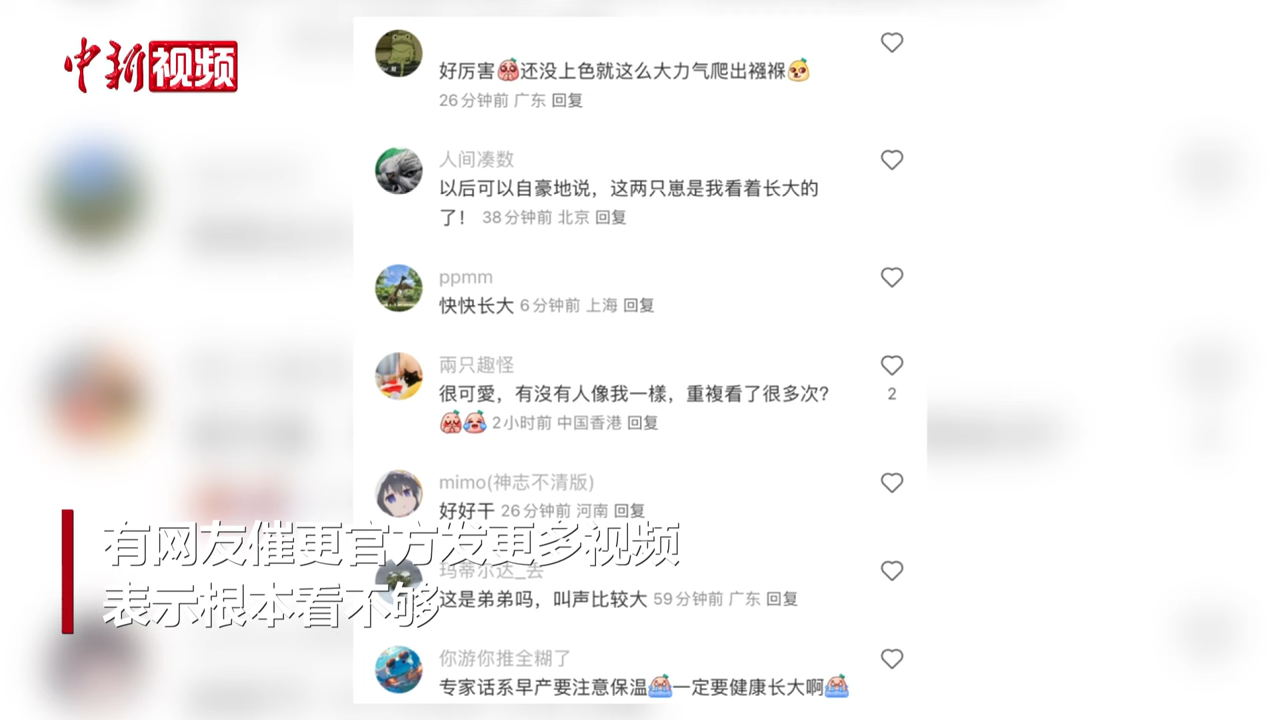 中新视频
好厉害还没上色就这么大力气爬出襁褓
26分钟前 广东 回复
人间凑数
以后可以自豪地说，这两只崽是我看着长大的
了！ 38分钟前 北京 回复
ppmm
快快长大 6分钟前 上海 回复
兩只趣怪
很可愛，有沒有人像我一樣，重複看了很多次?
2
2小时前 中国香港 回复
mimo(神志不清版)
好好干 26分钟前 河南 回复
有网友催更官方发更多视频
玛蒂尔达_去
这是弟弟吗，叫声比较大 59分钟前 广东 回复
表示根本看不够
你游你推全糊了
专家话系早产要注意保温一定要健康长大啊